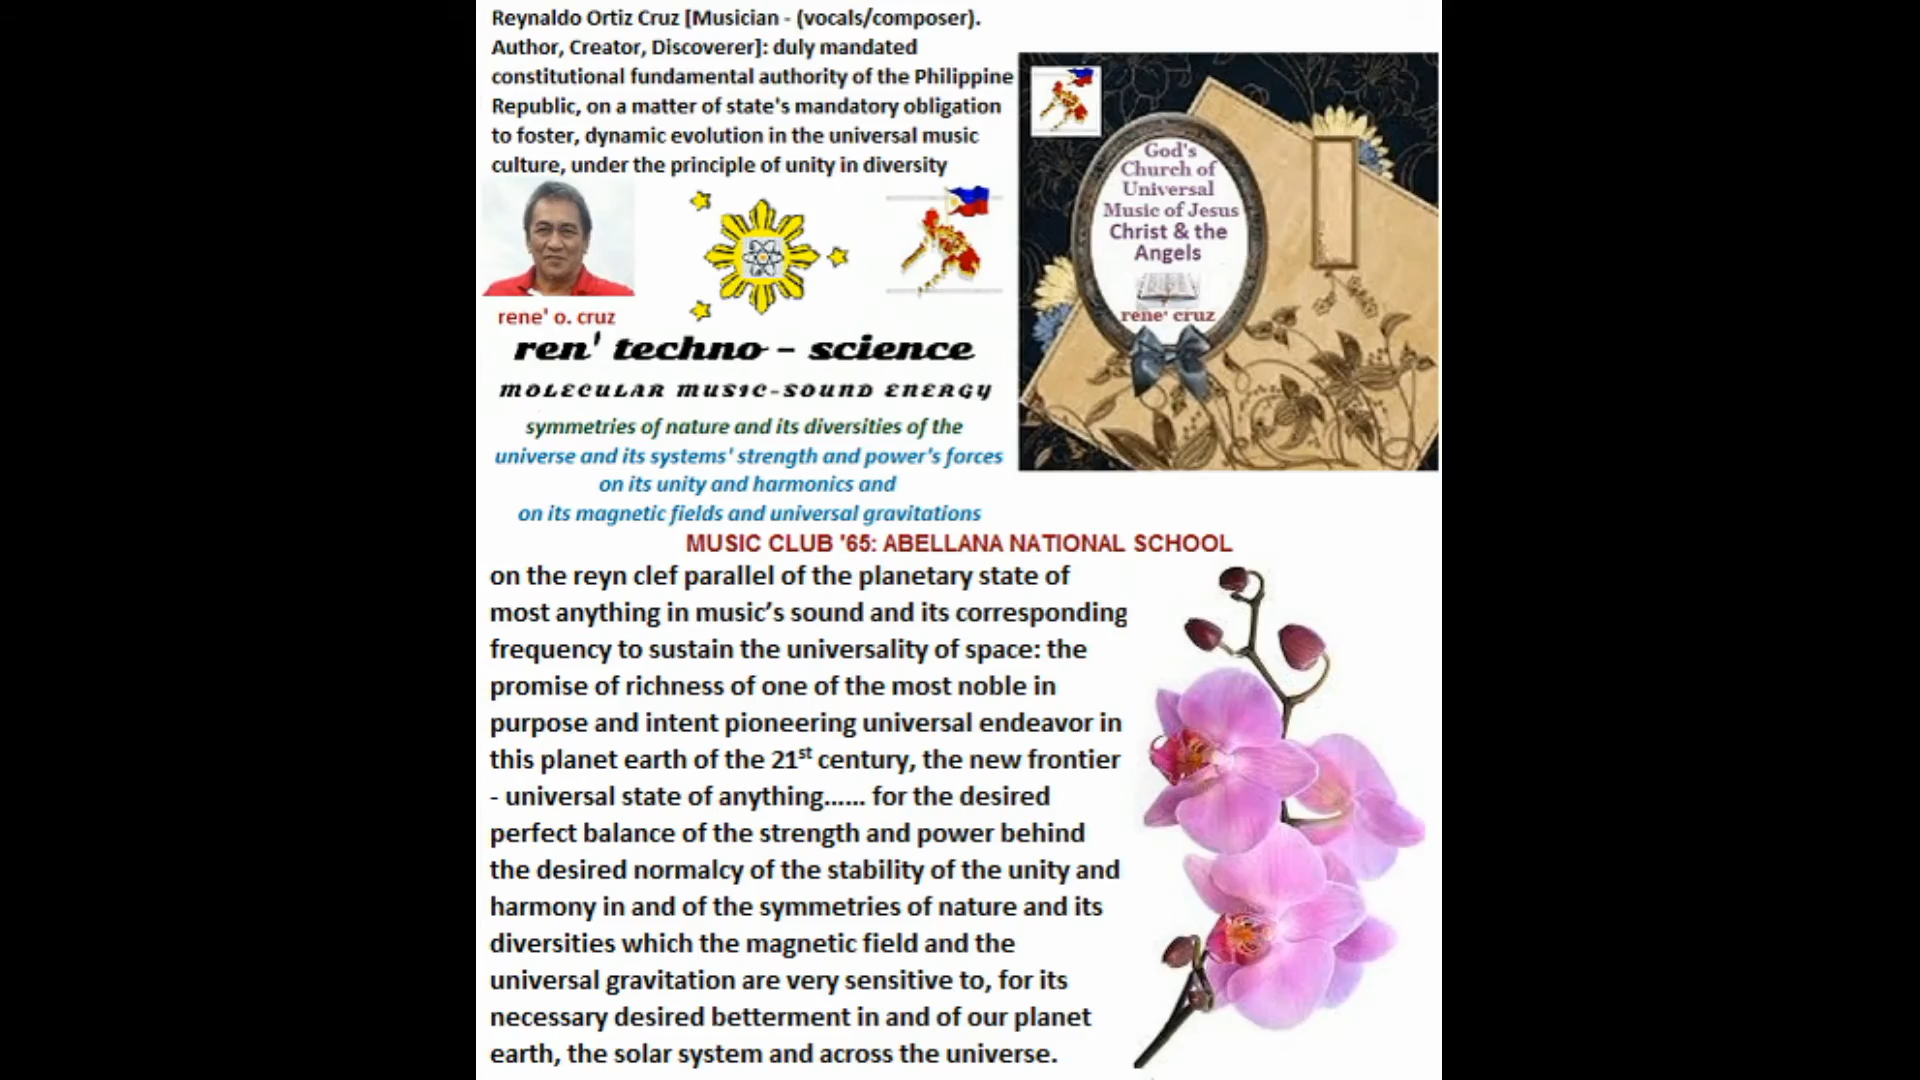 Reynaldo Ortiz Cruz [Musician - (vocals/composer).
Author, Creator, Discoverer]: duly mandated
constitutional fundamental authority of the Philippine
Republic, on a matter of state's mandatory obligation
to foster, dynamic evolution in the universal music
culture, under the principle of unity in diversity
rene' o. cruz
ren' techno - science
MOLECULAR MUSIC-SOUND ENERGY
symmetries of nature and its diversities of the
universe and its systems' strength and power's forces
on its unity and harmonics and
on its magnetic fields and universal gravitations
God's
Church of
Universal
Music of Jesus
Christ & the
Angels
rene' cruz
MUSIC CLUB '65: ABELLANA NATIONAL SCHOOL
on the reyn clef parallel of the planetary state of
most anything in music’s sound and its corresponding
frequency to sustain the universality of space: the
promise of richness of one of the most noble in
purpose and intent pioneering universal endeavor in
this planet earth of the 21st century, the new frontier
- universal state of anything...... for the desired
perfect balance of the strength and power behind
the desired normalcy of the stability of the unity and
harmony in and of the symmetries of nature and its
diversities which the magnetic field and the
universal gravitation are very sensitive to, for its
necessary desired betterment in and of our planet
earth, the solar system and across the universe.